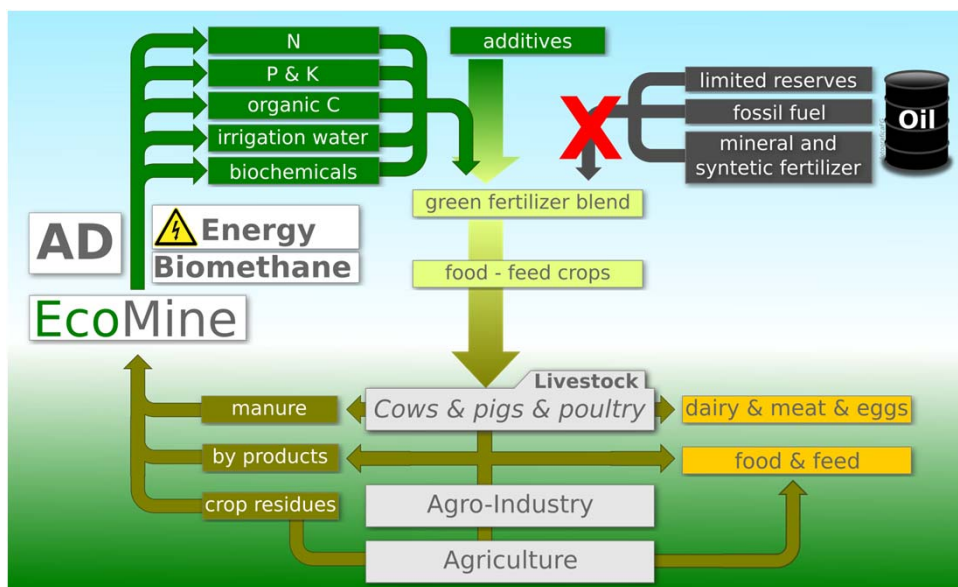 N
P & K
organic C
irrigation water
biochemicals
additives
limited reserves
fossil fuel
mineral and
syntetic fertilizer
Oil
green fertilizer blend
AD
Energy
Biomethane
food - feed crops
EcoMine
Livestock
Cows & pigs & poultry
manure
dairy & meat & eggs
by products
food & feed
crop residues
Agro-Industry
Agriculture